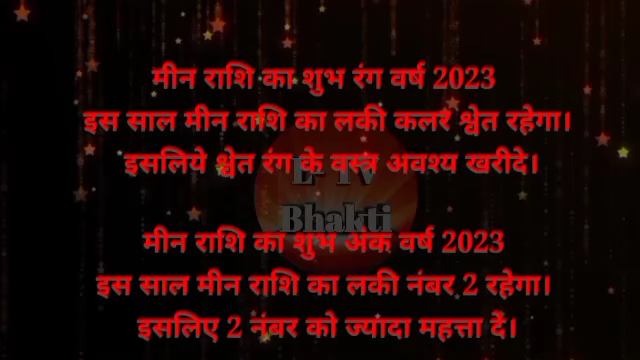 मीन राशि का शुभ रंग वर्ष 2023
इस साल मीन राशि का लकी कलर श्वेत रहेगा।
इसलिये श्वेत रंग के वस्त्र अवश्य खरीदे।
Bhakti
मीन राशि का शुभ अंक वर्ष 2023
इस साल मीन राशि का लकी नंबर 2 रहेगा।
इसलिए 2 नंबर को ज्यादा महत्ता दें।